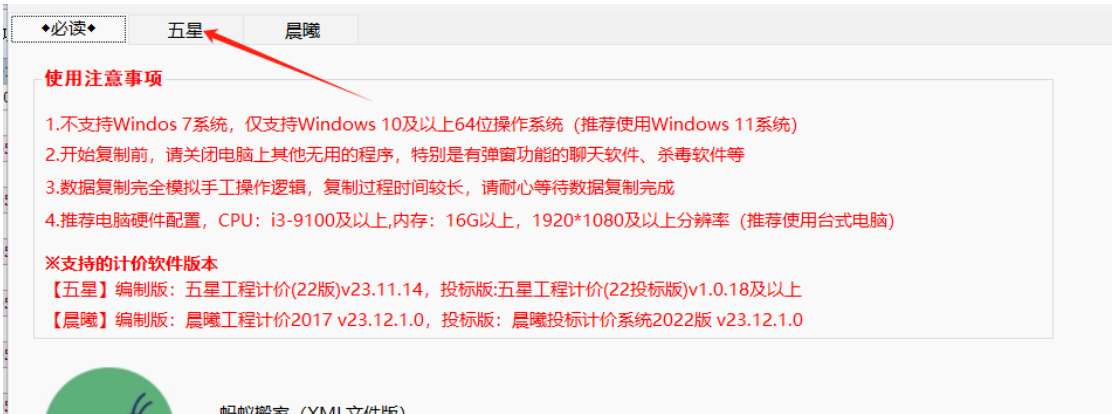 ◆必读◆
五星
晨曦
使用注意事项
1.不支持Windos 7系统，仅支持Windows 10及以上64位操作系统 (推荐使用Windows 11系统)
2.开始复制前，请关闭电脑上其他无用的程序，特别是有弹窗功能的聊天软件、杀毒软件等
3.数据复制完全模拟手工操作逻辑，复制过程时间较长，请耐心等待数据复制完成
4.推荐电脑硬件配置，CPU：i3-9100及以上,内存：16G以上，1920*1080及以上分辨率 (推荐使用台式电脑)
※支持的计价软件版本
【五星】编制版：五星工程计价(22版)v23.11.14，投标版:五星工程计价(22投标版)v1.0.18及以上
【晨曦】编制版：晨曦工程计价2017 v23.12.1.0，投标版：晨曦投标计价系统2022版 v23.12.1.0
蚂蚁搬家（XML文件版）